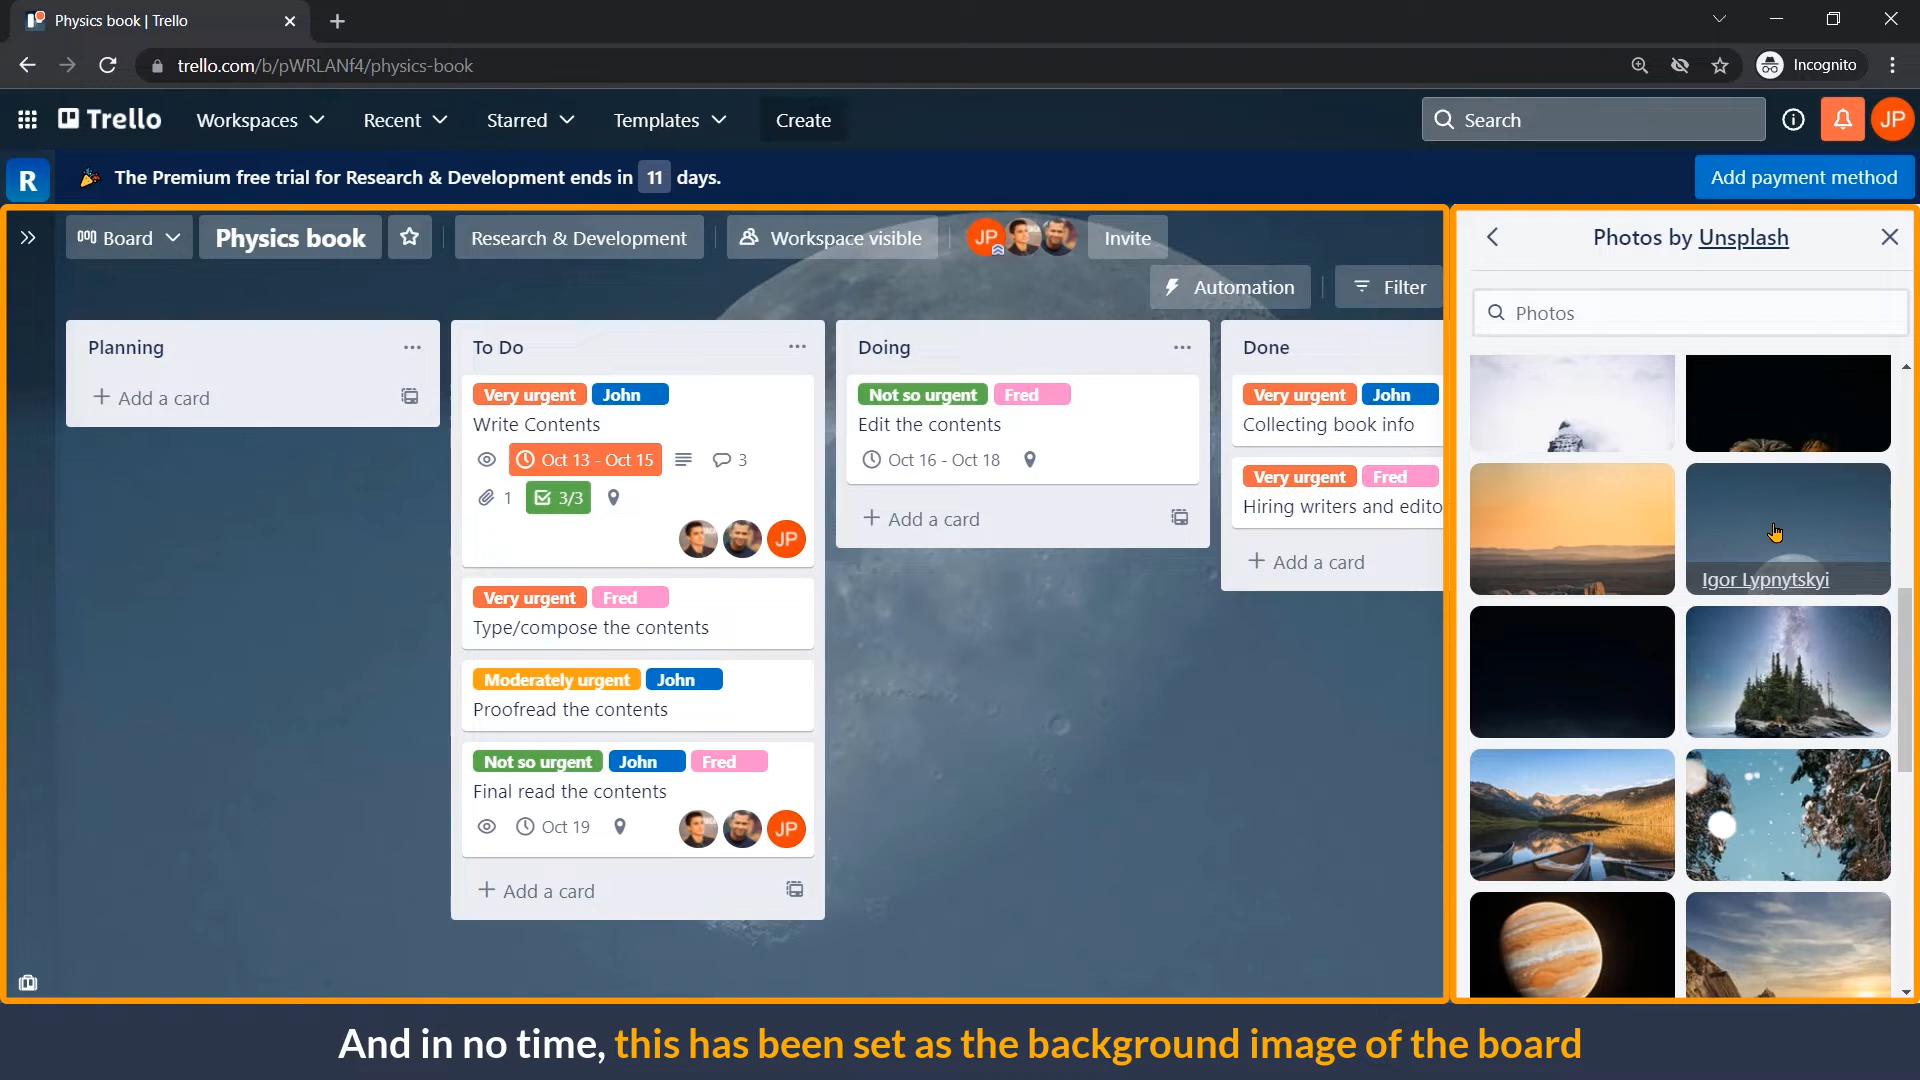 Physics book | Trello
trello.com/b/pWRLANf4/physics-book
Incognito
Trello
Workspaces
Recent
Starred
Templates
Create
Search
JP
R
The Premium free trial for Research & Development ends in 11 days.
Add payment method
Board
Physics book
Research & Development
Workspace visible
JP
Invite
Automation
Filter
Planning
Add a card
To Do
Very urgent John
Write Contents
Oct 13 - Oct 15
3
1
3/3
JP
Very urgent Fred
Type/compose the contents
Moderately urgent John
Proofread the contents
Not so urgent John Fred
Final read the contents
Oct 19
JP
Add a card
Doing
Not so urgent Fred
Edit the contents
Oct 16 - Oct 18
Add a card
Done
Very urgent John
Collecting book info
Very urgent Fred
Hiring writers and edito
Add a card
Photos by Unsplash
Photos
Igor Lypnytskyi
And in no time, this has been set as the background image of the board